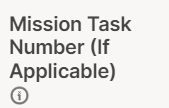 Mission Task
Number (If
Applicable)